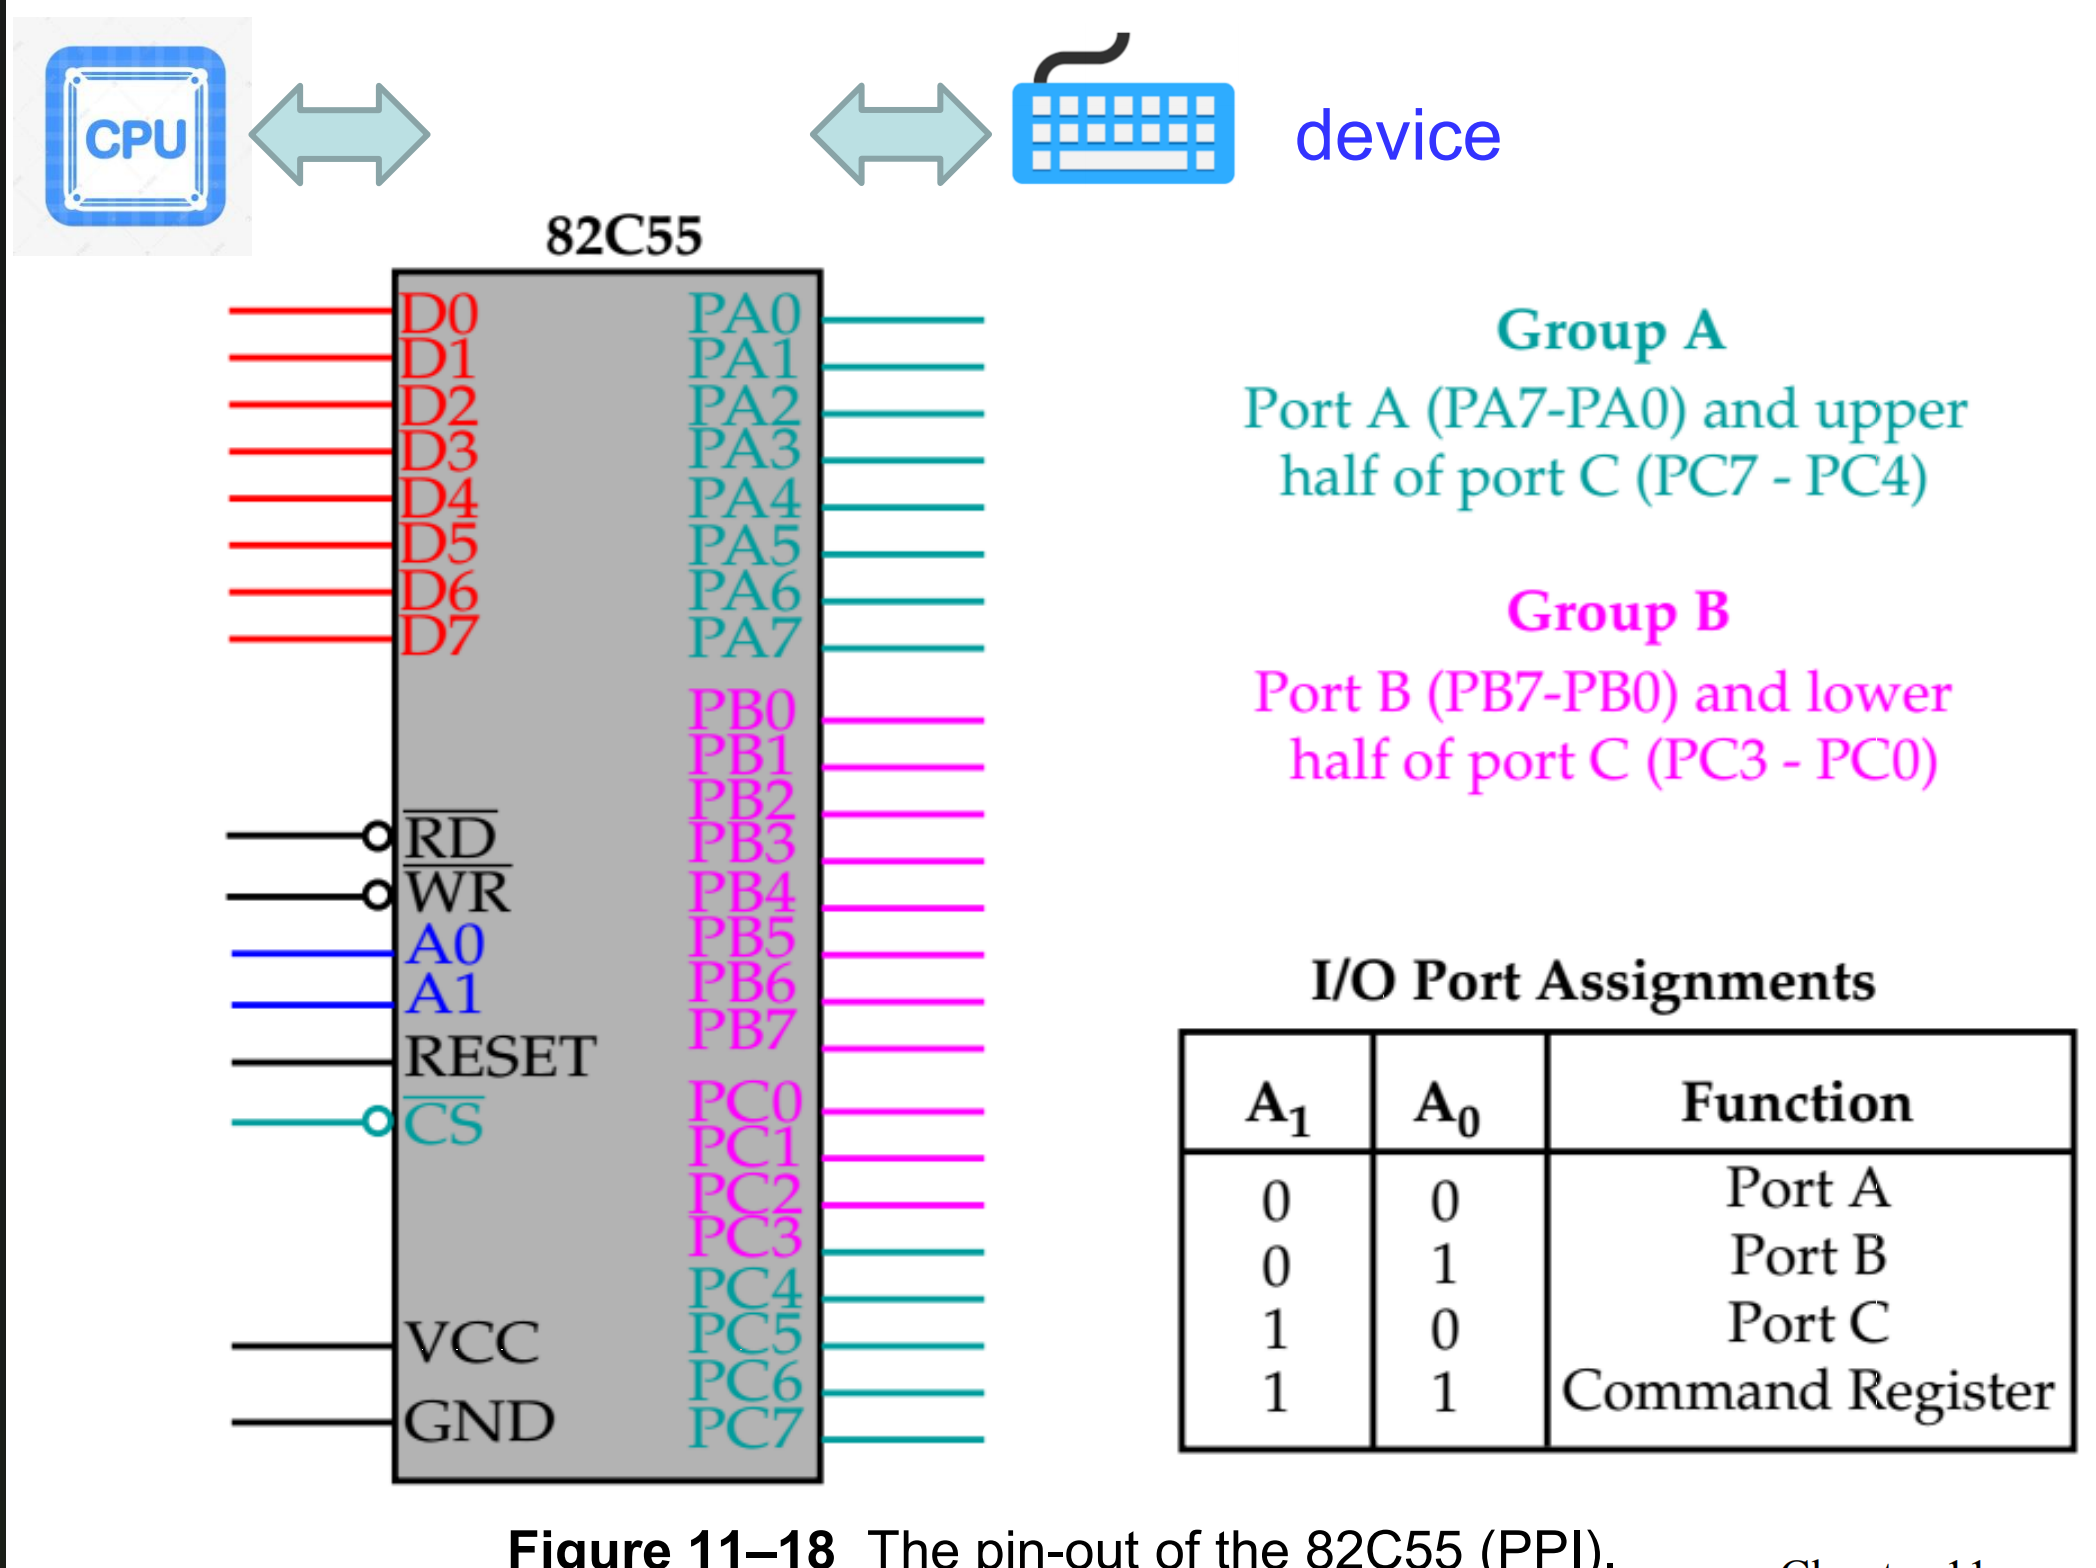 CPU
device
82C55
D0
D1
D2
D3
D4
D5
D6
D7
RD
WR
A0
A1
RESET
CS
VCC
GND
PA0
PA1
PA2
PA3
PA4
PA5
PA6
PA7
PB0
PB1
PB2
PB3
PB4
PB5
PB6
PB7
PC0
PC1
PC2
PC3
PC4
PC5
PC6
PC7
Group A
Port A (PA7-PA0) and upper
half of port C (PC7 - PC4)
Group B
Port B (PB7-PB0) and lower
half of port C (PC3 - PC0)
I/O Port Assignments
A1 A0 Function
0 0 Port A
0 1 Port B
1 0 Port C
1 1 Command Register
Figure 11–18 The pin-out of the 82C55 (PPI).